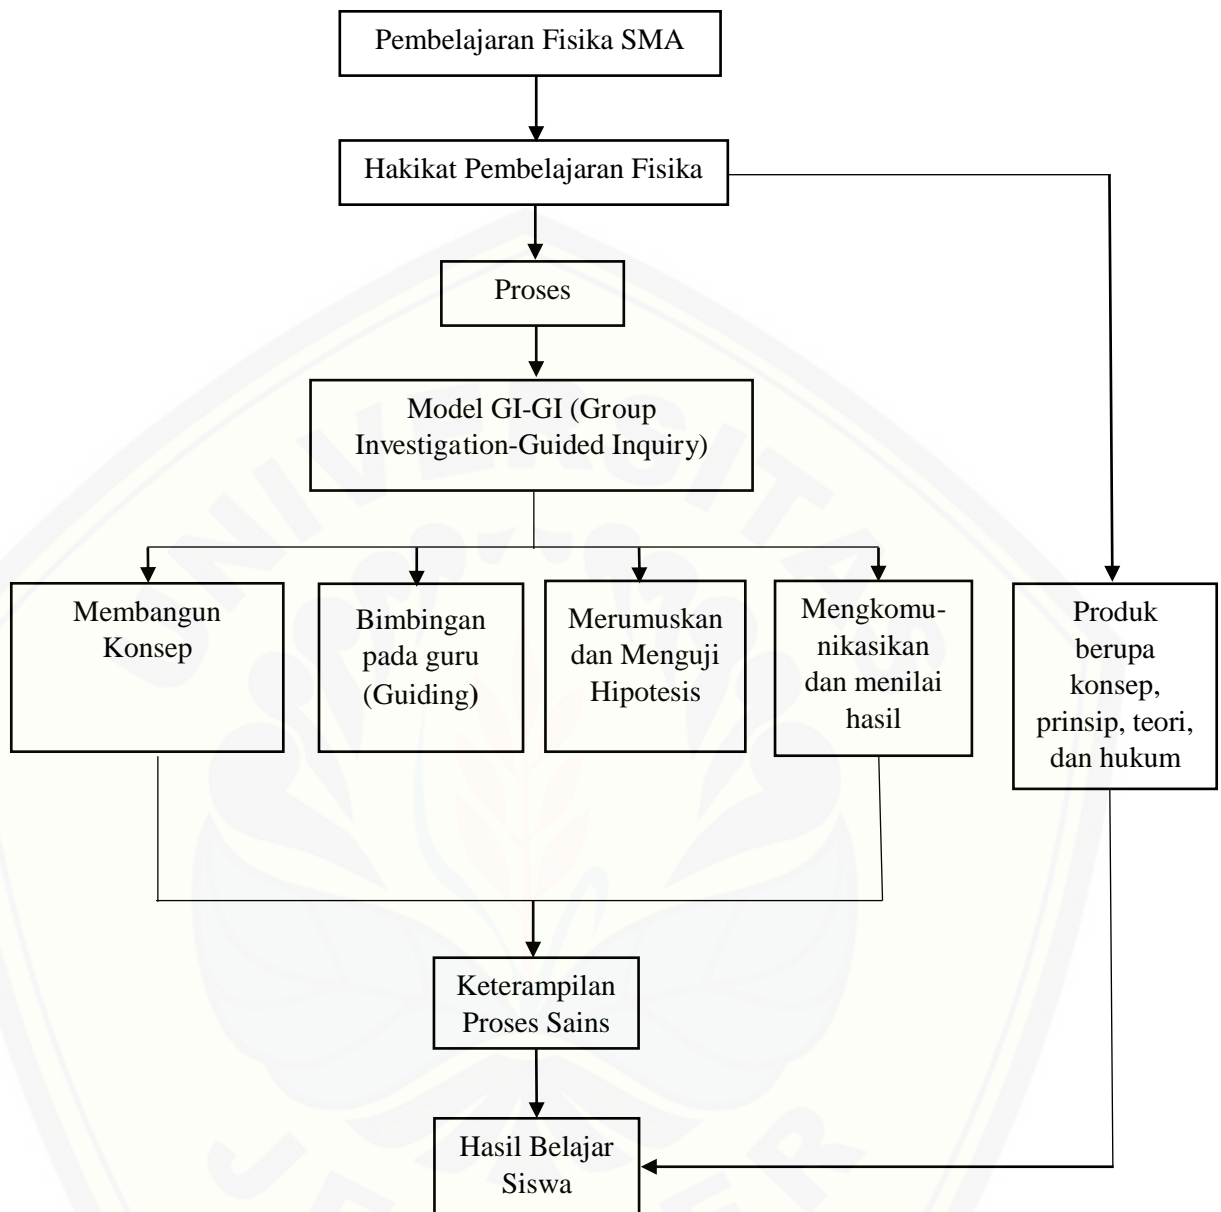 Pembelajaran Fisika SMA
Hakikat Pembelajaran Fisika
Proses
Model GI-GI (Group
Investigation-Guided Inquiry)
Membangun
Konsep
Bimbingan
pada guru
(Guiding)
Merumuskan
dan Menguji
Hipotesis
Mengkomu-
nikasikan
dan menilai
hasil
Produk
berupa
konsep,
prinsip, teori,
dan hukum
Keterampilan
Proses Sains
Hasil Belajar
Siswa
UNIVERSITAS
JEMBER